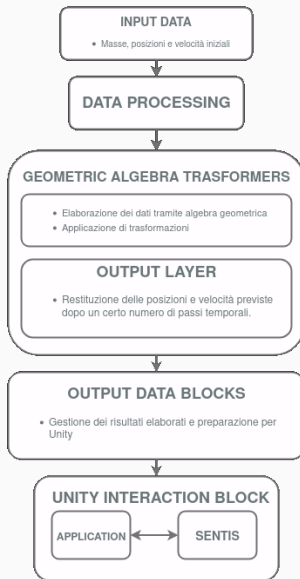 INPUT DATA
• Masse, posizioni e velocità iniziali
DATA PROCESSING
GEOMETRIC ALGEBRA TRASFORMERS
• Elaborazione dei dati tramite algebra geometrica
• Applicazione di trasformazioni
OUTPUT LAYER
• Restituzione delle posizioni e velocità previste
dopo un certo numero di passi temporali.
OUTPUT DATA BLOCKS
• Gestione dei risultati elaborati e preparazione per
Unity
UNITY INTERACTION BLOCK
APPLICATION
SENTIS